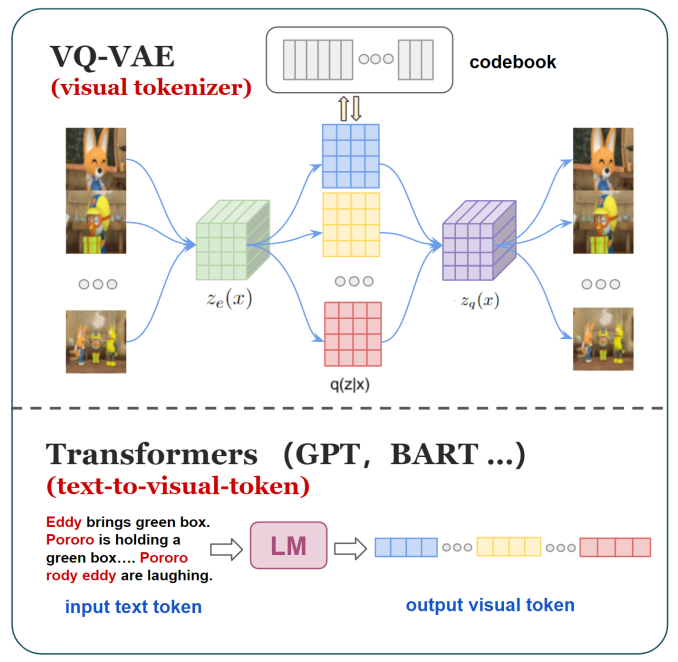 VQ-VAE
(visual tokenizer)
codebook
z_e(x)
z_q(x)
q(z|x)
Transformers (GPT, BART ...)
(text-to-visual-token)
Eddy brings green box.
Pororo is holding a
green box.... Pororo
rody eddy are laughing.
LM
input text token
output visual token